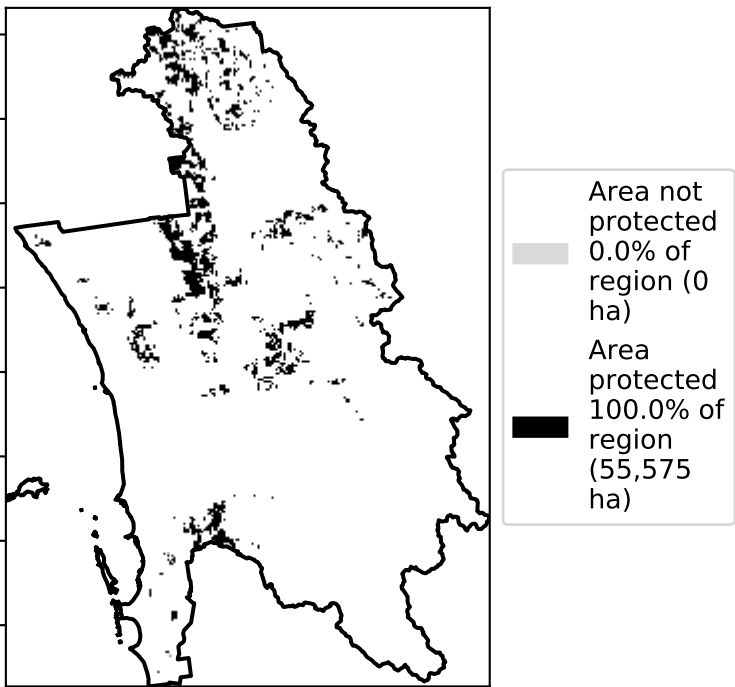 Area not
protected
0.0% of
region (0
ha)
Area
protected
100.0% of
region
(55,575
ha)